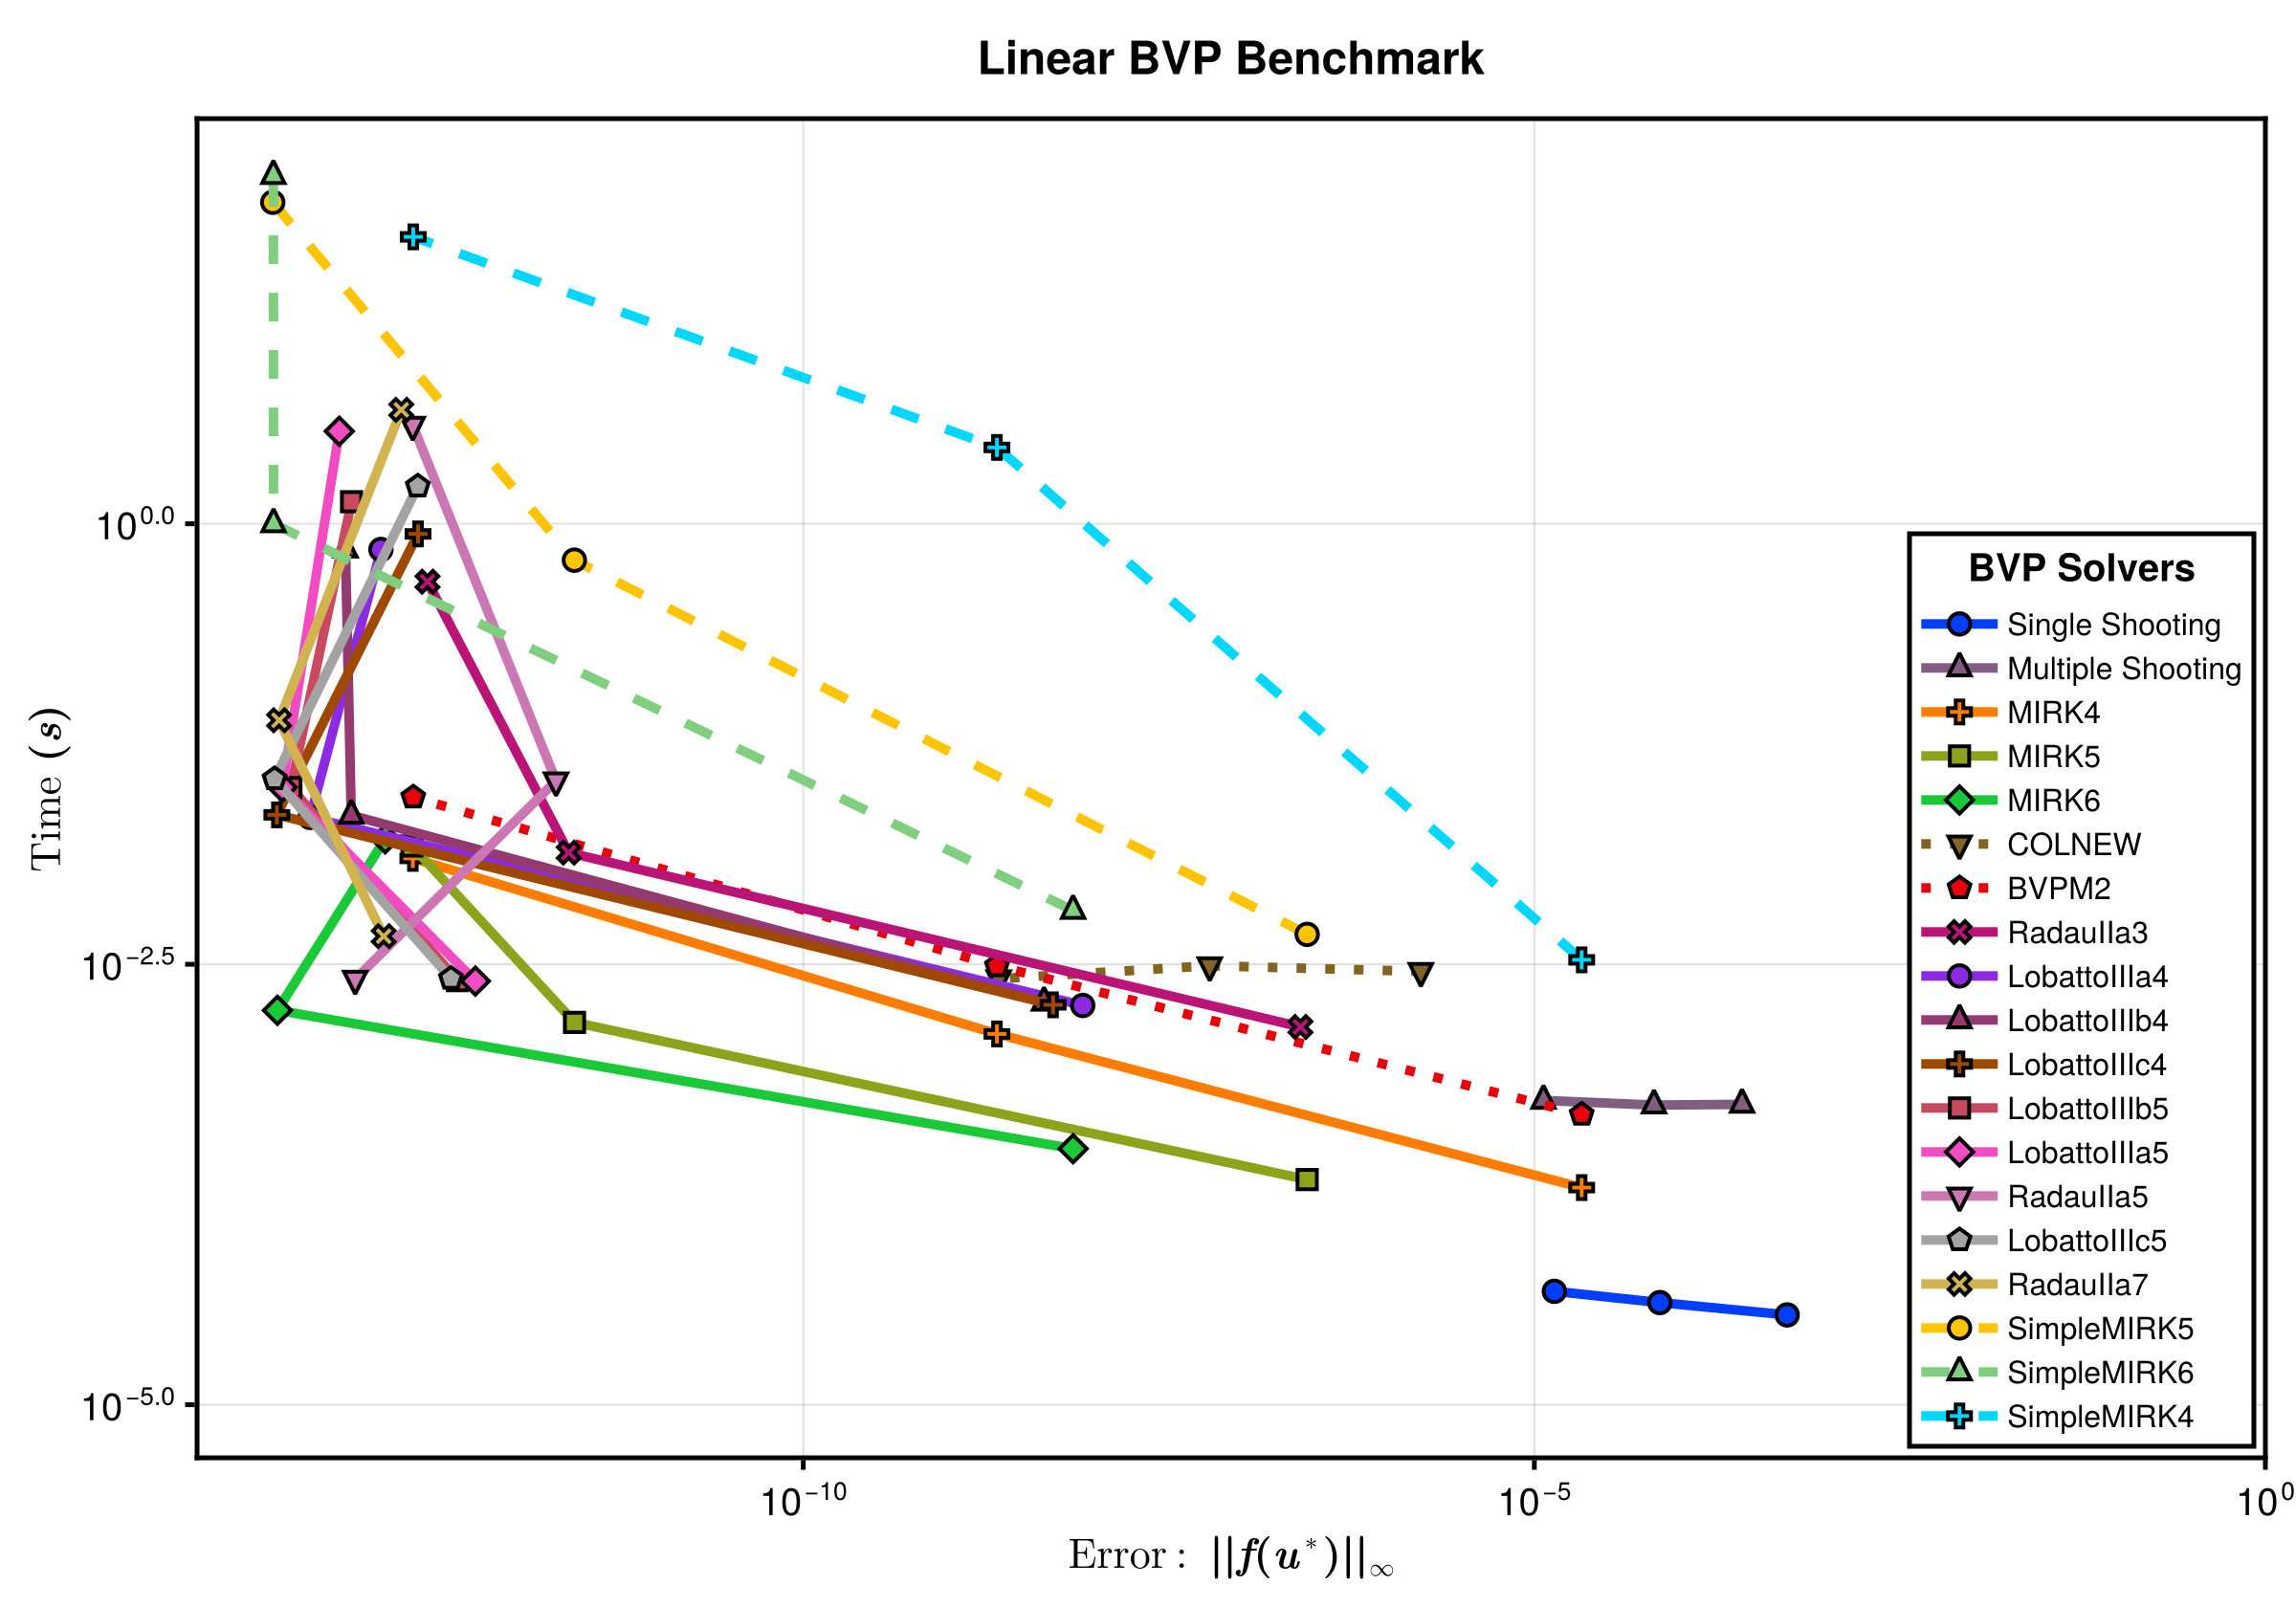 Linear BVP Benchmark
Time (s)
10^0.0
10^−2.5
10^−5.0
10^−10
10^−5
10^0
Error: ||f(u*)||∞
BVP Solvers
Single Shooting
Multiple Shooting
MIRK4
MIRK5
MIRK6
COLNEW
BVPM2
RadauIIa3
LobattoIIIa4
LobattoIIIb4
LobattoIIIc4
LobattoIIIb5
LobattoIIIa5
RadauIIa5
LobattoIIIc5
RadauIIa7
SimpleMIRK5
SimpleMIRK6
SimpleMIRK4